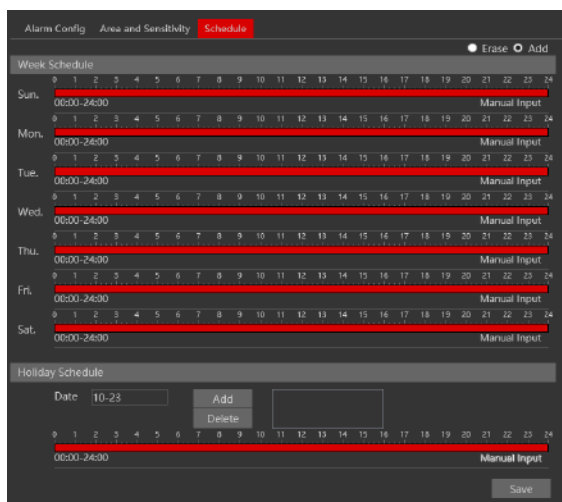 Alarm Config Area and Sensitivity Schedule
Erase Add
Week Schedule
0 1 2 3 4 5 6 7 8 9 10 11 12 13 14 15 16 17 18 19 20 21 22 23 24
Sun.
00:00-24:00 Manual Input
0 1 2 3 4 5 6 7 8 9 10 11 12 13 14 15 16 17 18 19 20 21 22 23 24
Mon.
00:00-24:00 Manual Input
0 1 2 3 4 5 6 7 8 9 10 11 12 13 14 15 16 17 18 19 20 21 22 23 24
Tue.
00:00-24:00 Manual Input
0 1 2 3 4 5 6 7 8 9 10 11 12 13 14 15 16 17 18 19 20 21 22 23 24
Wed.
00:00-24:00 Manual Input
0 1 2 3 4 5 6 7 8 9 10 11 12 13 14 15 16 17 18 19 20 21 22 23 24
Thu.
00:00-24:00 Manual Input
0 1 2 3 4 5 6 7 8 9 10 11 12 13 14 15 16 17 18 19 20 21 22 23 24
Fri.
00:00-24:00 Manual Input
0 1 2 3 4 5 6 7 8 9 10 11 12 13 14 15 16 17 18 19 20 21 22 23 24
Sat.
00:00-24:00 Manual Input
Holiday Schedule
Date 10-23 Add
Delete
0 1 2 3 4 5 6 7 8 9 10 11 12 13 14 15 16 17 18 19 20 21 22 23 24
00:00-24:00 Manual Input
Save